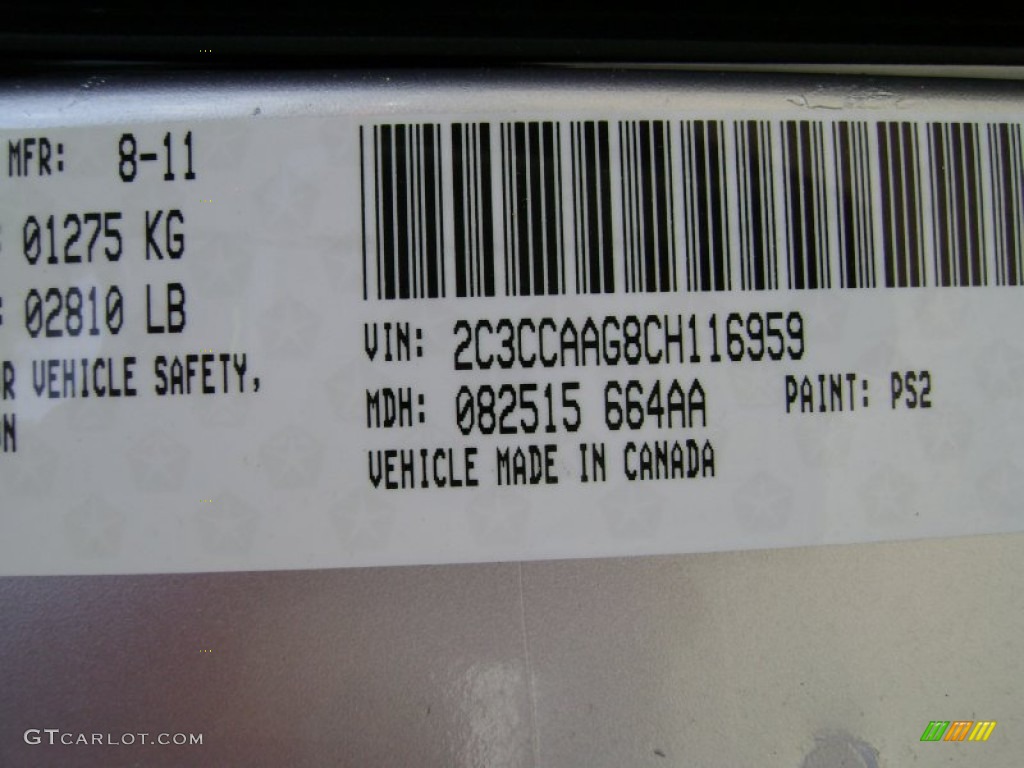 MFR: 8-11
01275 KG
02810 LB
R VEHICLE SAFETY,
N
VIN: 2C3CCAAG8CH116959
MDH: 082515 664AA PAINT: PS2
VEHICLE MADE IN CANADA
GTCARLOT.COM